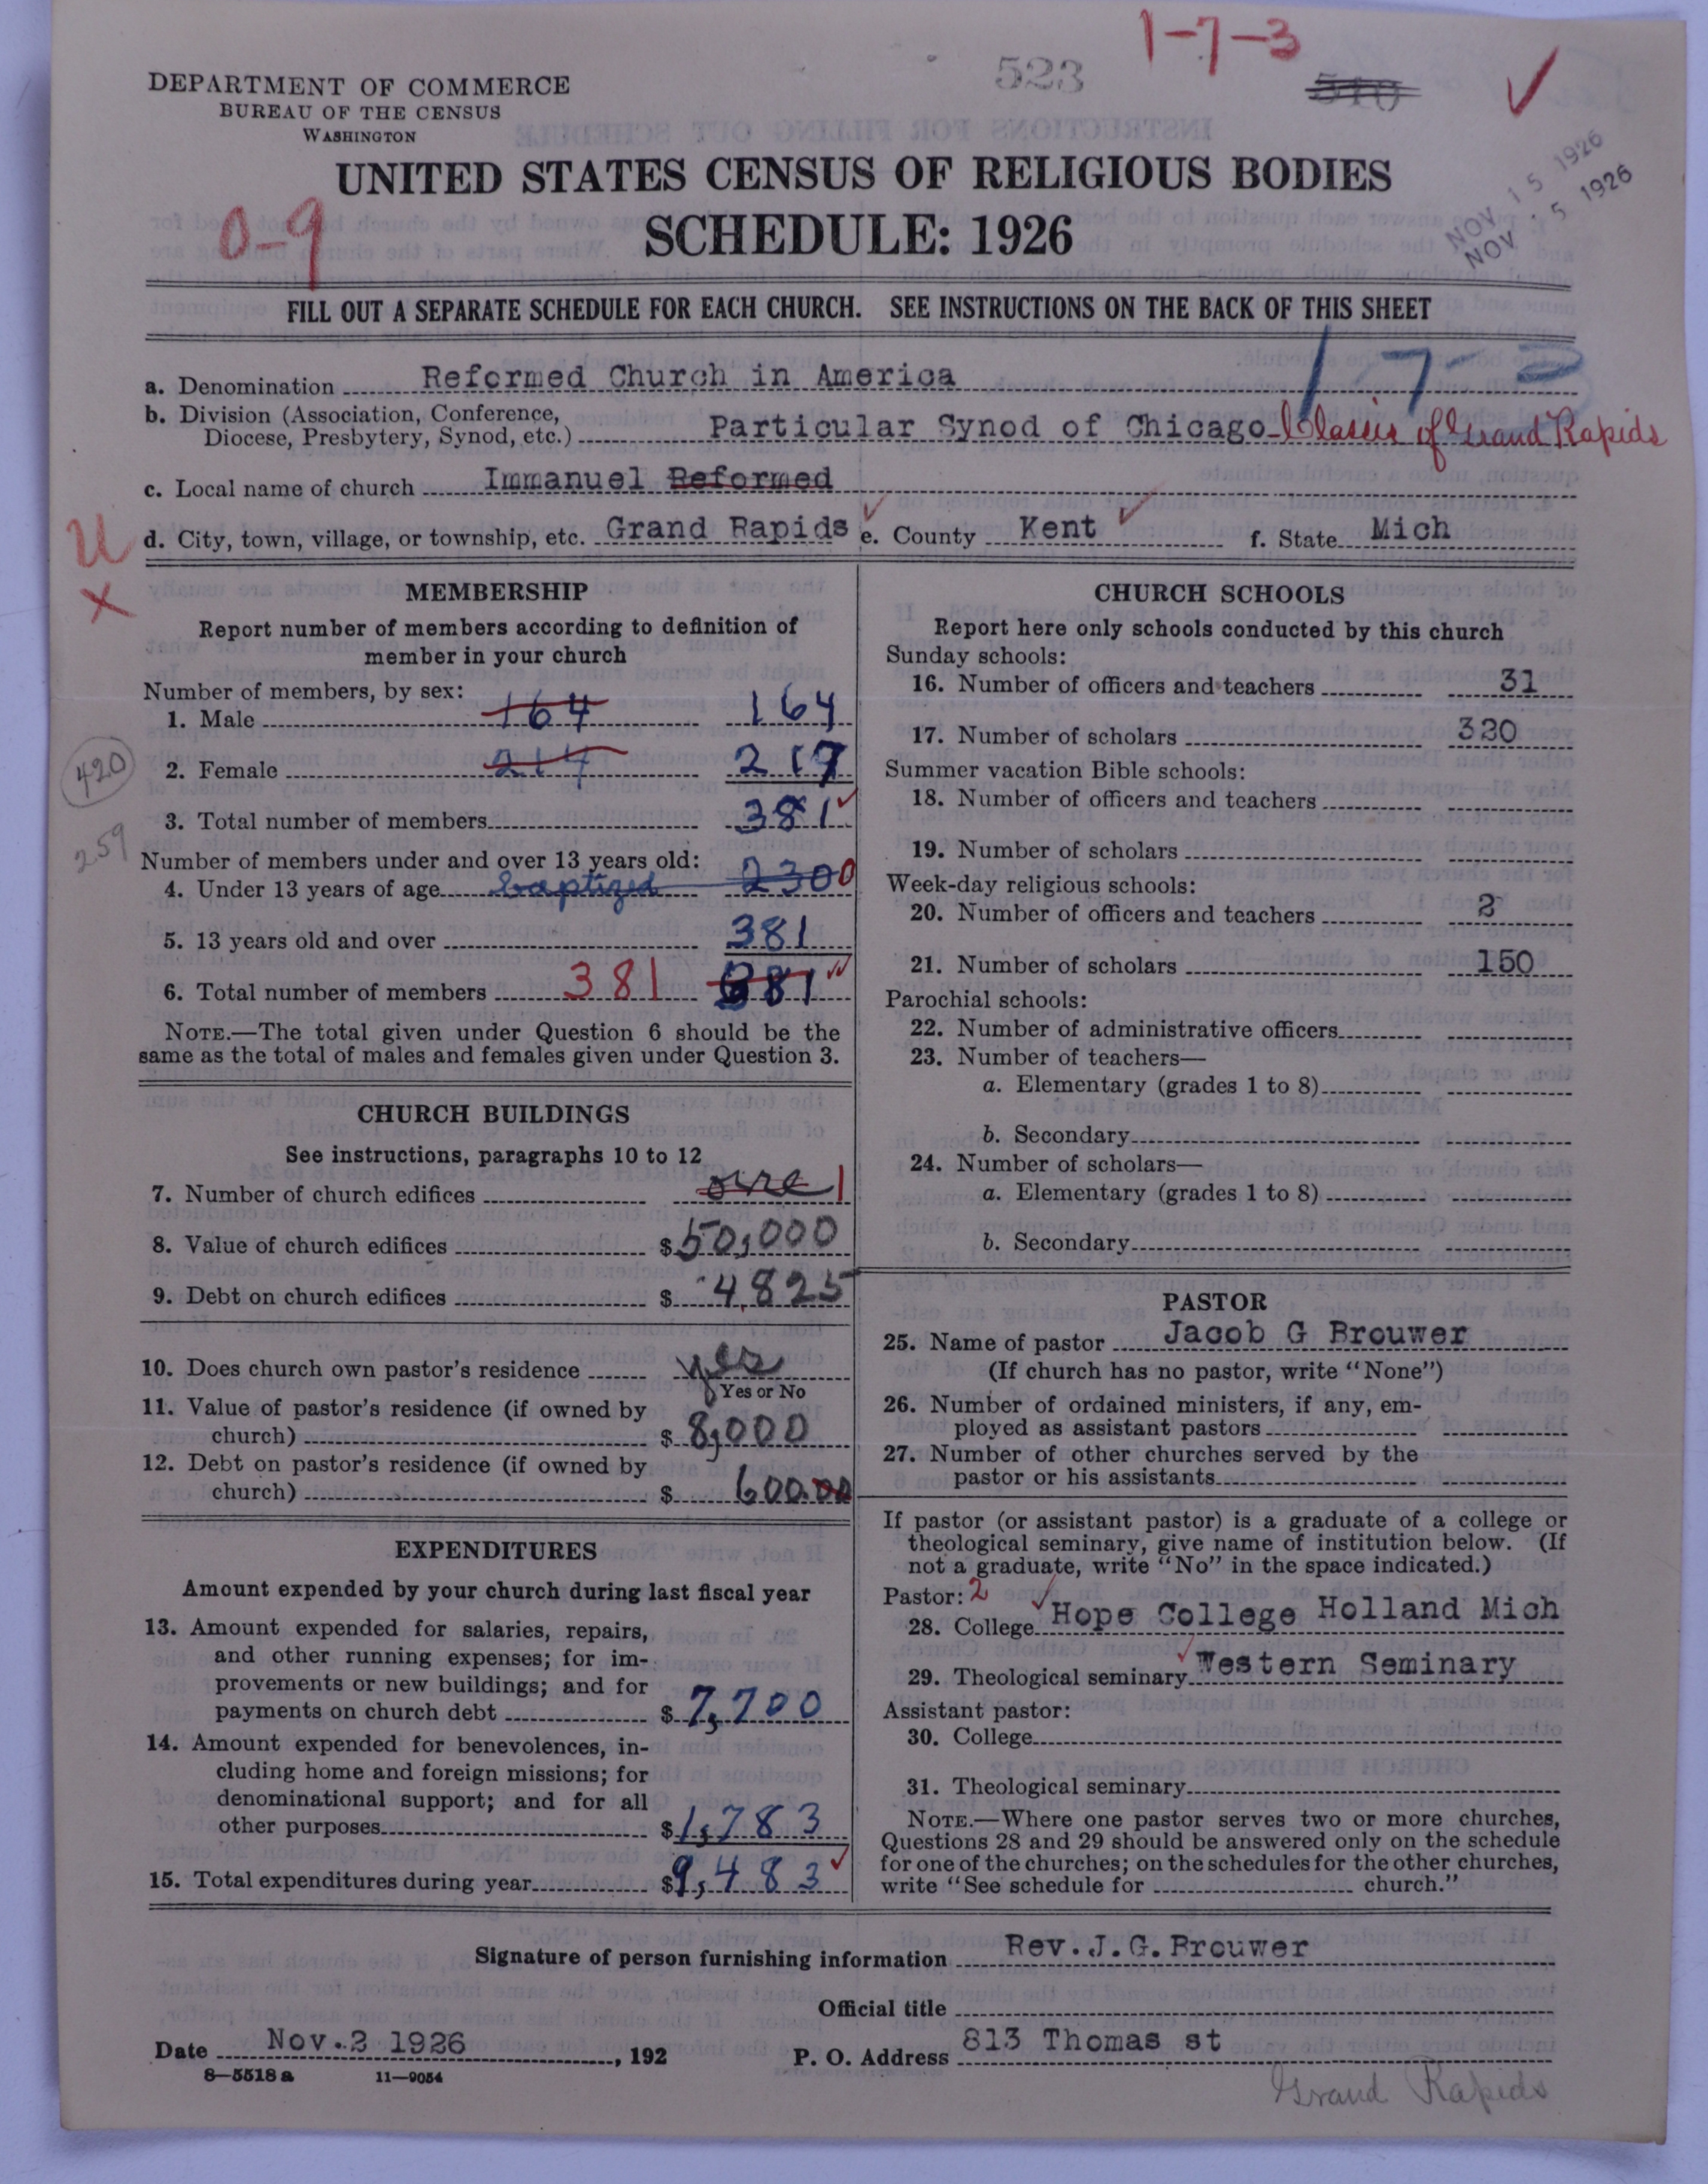 1-7-3
523
540
DEPARTMENT OF COMMERCE
BUREAU OF THE CENSUS
WASHINGTON
NOV 15 1926
NOV 15 1926
UNITED STATES CENSUS OF RELIGIOUS BODIES
SCHEDULE: 1926
0-9
FILL OUT A SEPARATE SCHEDULE FOR EACH CHURCH. SEE INSTRUCTIONS ON THE BACK OF THIS SHEET
a. Denomination Reformed Church in America
b. Division (Association, Conference,
Diocese, Presbytery, Synod, etc.) Particular Synod of Chicago-Classis of Grand Rapids
c. Local name of church Immanuel Reformed
d. City, town, village, or township, etc. Grand Rapids e. County Kent f. State Mich
U
X
MEMBERSHIP
Report number of members according to definition of
member in your church
Number of members, by sex:
1. Male 164 164
2. Female 217 217
420
3. Total number of members 381
259
Number of members under and over 13 years old:
4. Under 13 years of age baptized 230 0
5. 13 years old and over 381
6. Total number of members 381 381
NOTE.—The total given under Question 6 should be the
same as the total of males and females given under Question 3.
CHURCH BUILDINGS
See instructions, paragraphs 10 to 12
7. Number of church edifices one 1
8. Value of church edifices $50,000
9. Debt on church edifices $4,825
10. Does church own pastor's residence yes
Yes or No
11. Value of pastor's residence (if owned by
church) $8,000
12. Debt on pastor's residence (if owned by
church) $600.00
EXPENDITURES
Amount expended by your church during last fiscal year
13. Amount expended for salaries, repairs,
and other running expenses; for im-
provements or new buildings; and for
payments on church debt $7,700
14. Amount expended for benevolences, in-
cluding home and foreign missions; for
denominational support; and for all
other purposes $1,783
15. Total expenditures during year $9,483
CHURCH SCHOOLS
Report here only schools conducted by this church
Sunday schools:
16. Number of officers and teachers 31
17. Number of scholars 330
Summer vacation Bible schools:
18. Number of officers and teachers
19. Number of scholars
Week-day religious schools:
20. Number of officers and teachers 2
21. Number of scholars 150
Parochial schools:
22. Number of administrative officers
23. Number of teachers—
a. Elementary (grades 1 to 8)
b. Secondary
24. Number of scholars—
a. Elementary (grades 1 to 8)
b. Secondary
PASTOR
25. Name of pastor Jacob G Brouwer
(If church has no pastor, write "None")
26. Number of ordained ministers, if any, em-
ployed as assistant pastors
27. Number of other churches served by the
pastor or his assistants
If pastor (or assistant pastor) is a graduate of a college or
theological seminary, give name of institution below. (If
not a graduate, write "No" in the space indicated.)
Pastor: 2
28. College Hope College Holland Mich
29. Theological seminary Western Seminary
Assistant pastor:
30. College
31. Theological seminary
NOTE.—Where one pastor serves two or more churches,
Questions 28 and 29 should be answered only on the schedule
for one of the churches; on the schedules for the other churches,
write "See schedule for church."
Signature of person furnishing information Rev. J. G. Brouwer
Official title
Date Nov. 2 1926, 192 P. O. Address 813 Thomas st
8-5518a 11-9054
Grand Rapids